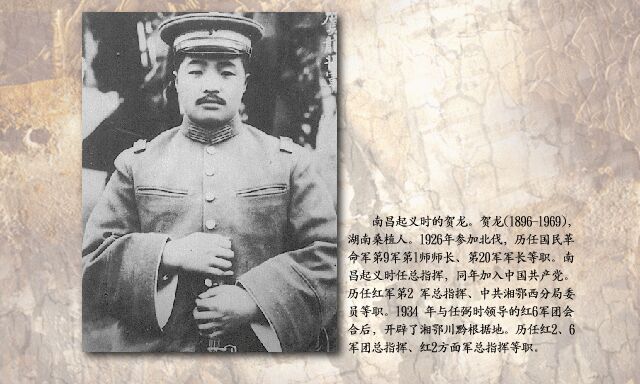 南昌起义时的贺龙。贺龙(1896-1969),
湖南桑植人。1926年参加北伐，历任国民革
命军第9军第1师师长、第20军军长等职。南
昌起义时任总指挥，同年加入中国共产党。
历任红军第2 军总指挥、中共湘鄂西分局委
员等职。1934 年与任弼时领导的红6军团会
合后，开辟了湘鄂川黔根据地。历任红2、6
军团总指挥、红2方面军总指挥等职。